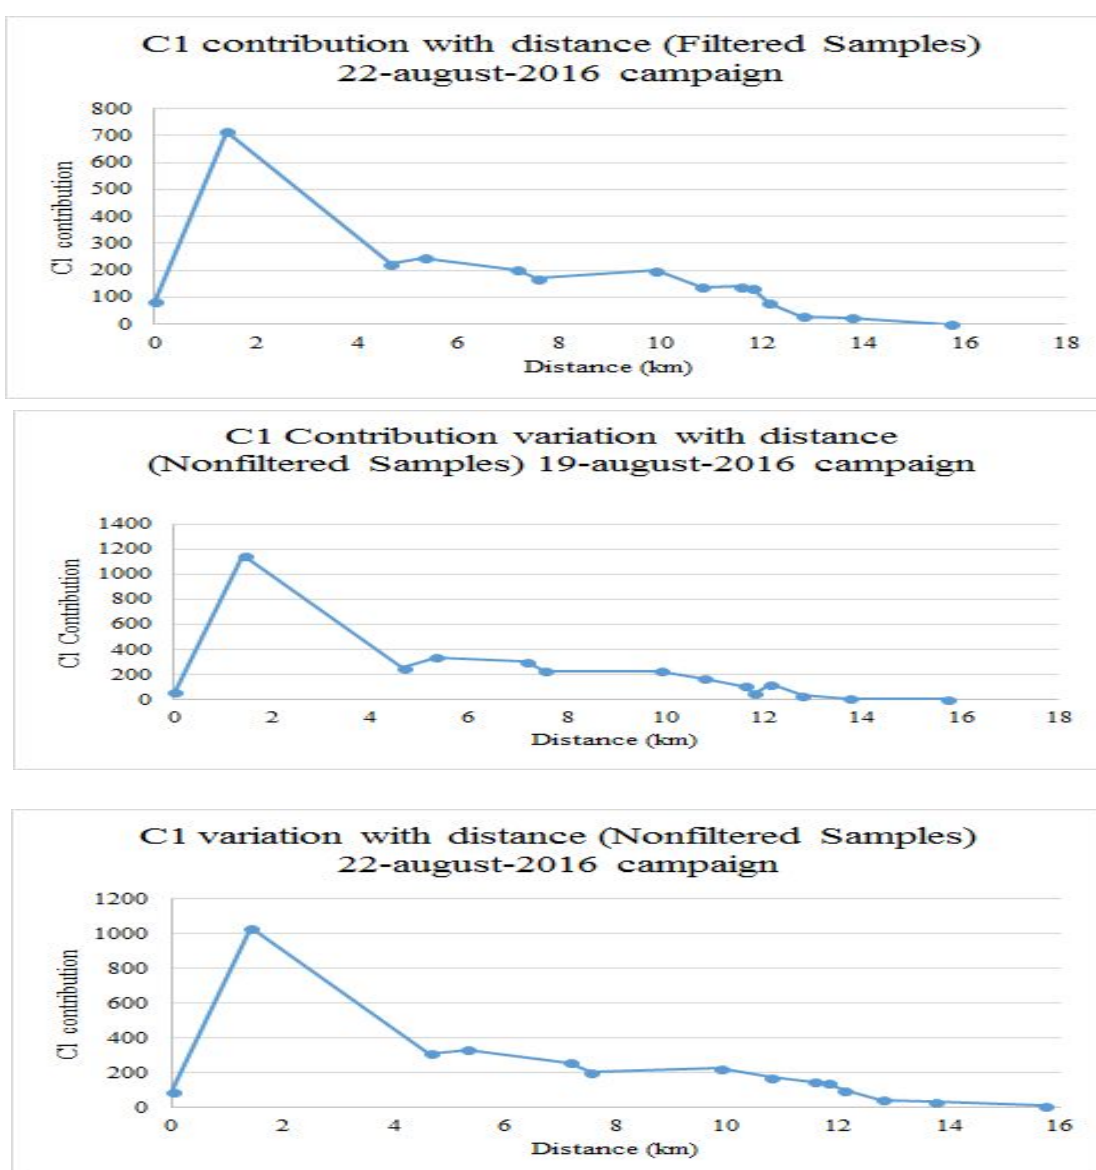 C1 contribution with distance (Filtered Samples)
22-august-2016 campaign
800
700
600
500
400
300
200
100
0
C1 contribution
0 2 4 6 8 10 12 14 16 18
Distance (km)
C1 Contribution variation with distance
(Nonfiltered Samples) 19-august-2016 campaign
1400
1200
1000
800
600
400
200
0
C1 Contribution
0 2 4 6 8 10 12 14 16 18
Distance (km)
C1 variation with distance (Nonfiltered Samples)
22-august-2016 campaign
1200
1000
800
600
400
200
0
C1 contribution
0 2 4 6 8 10 12 14 16
Distance (km)